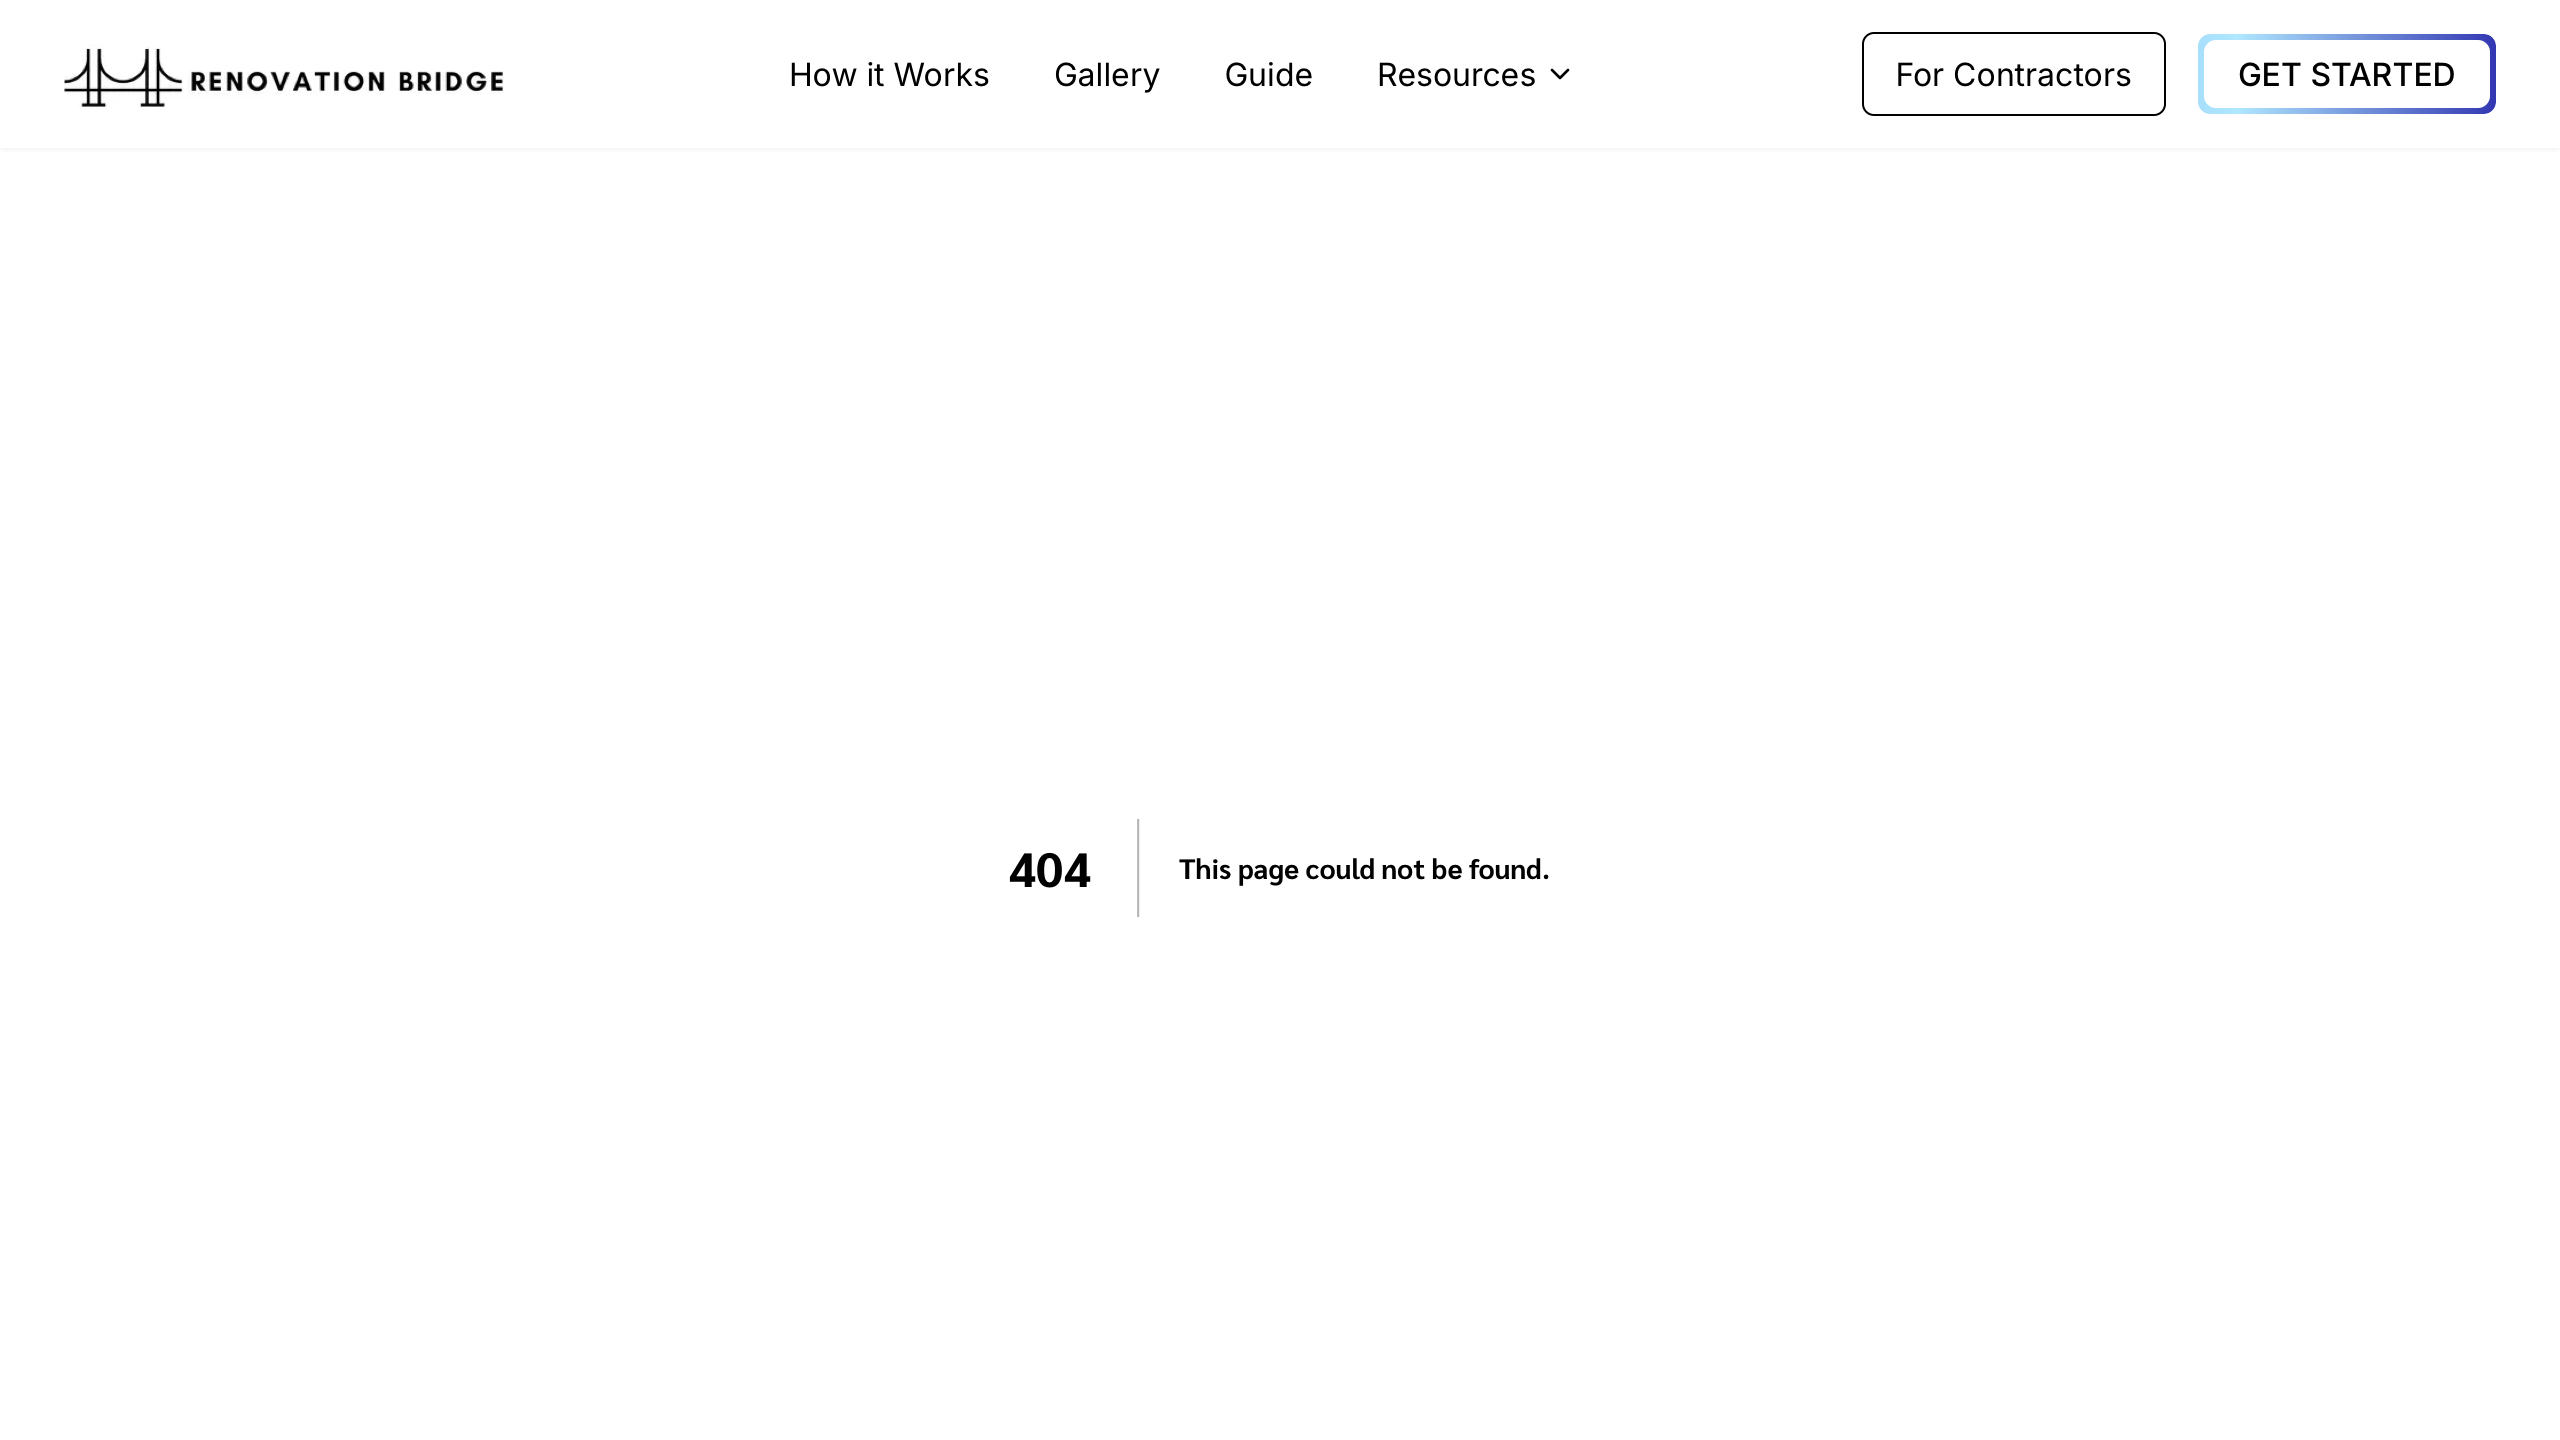 RENOVATION BRIDGE
How it Works
Gallery
Guide
Resources
For Contractors
GET STARTED
404
This page could not be found.